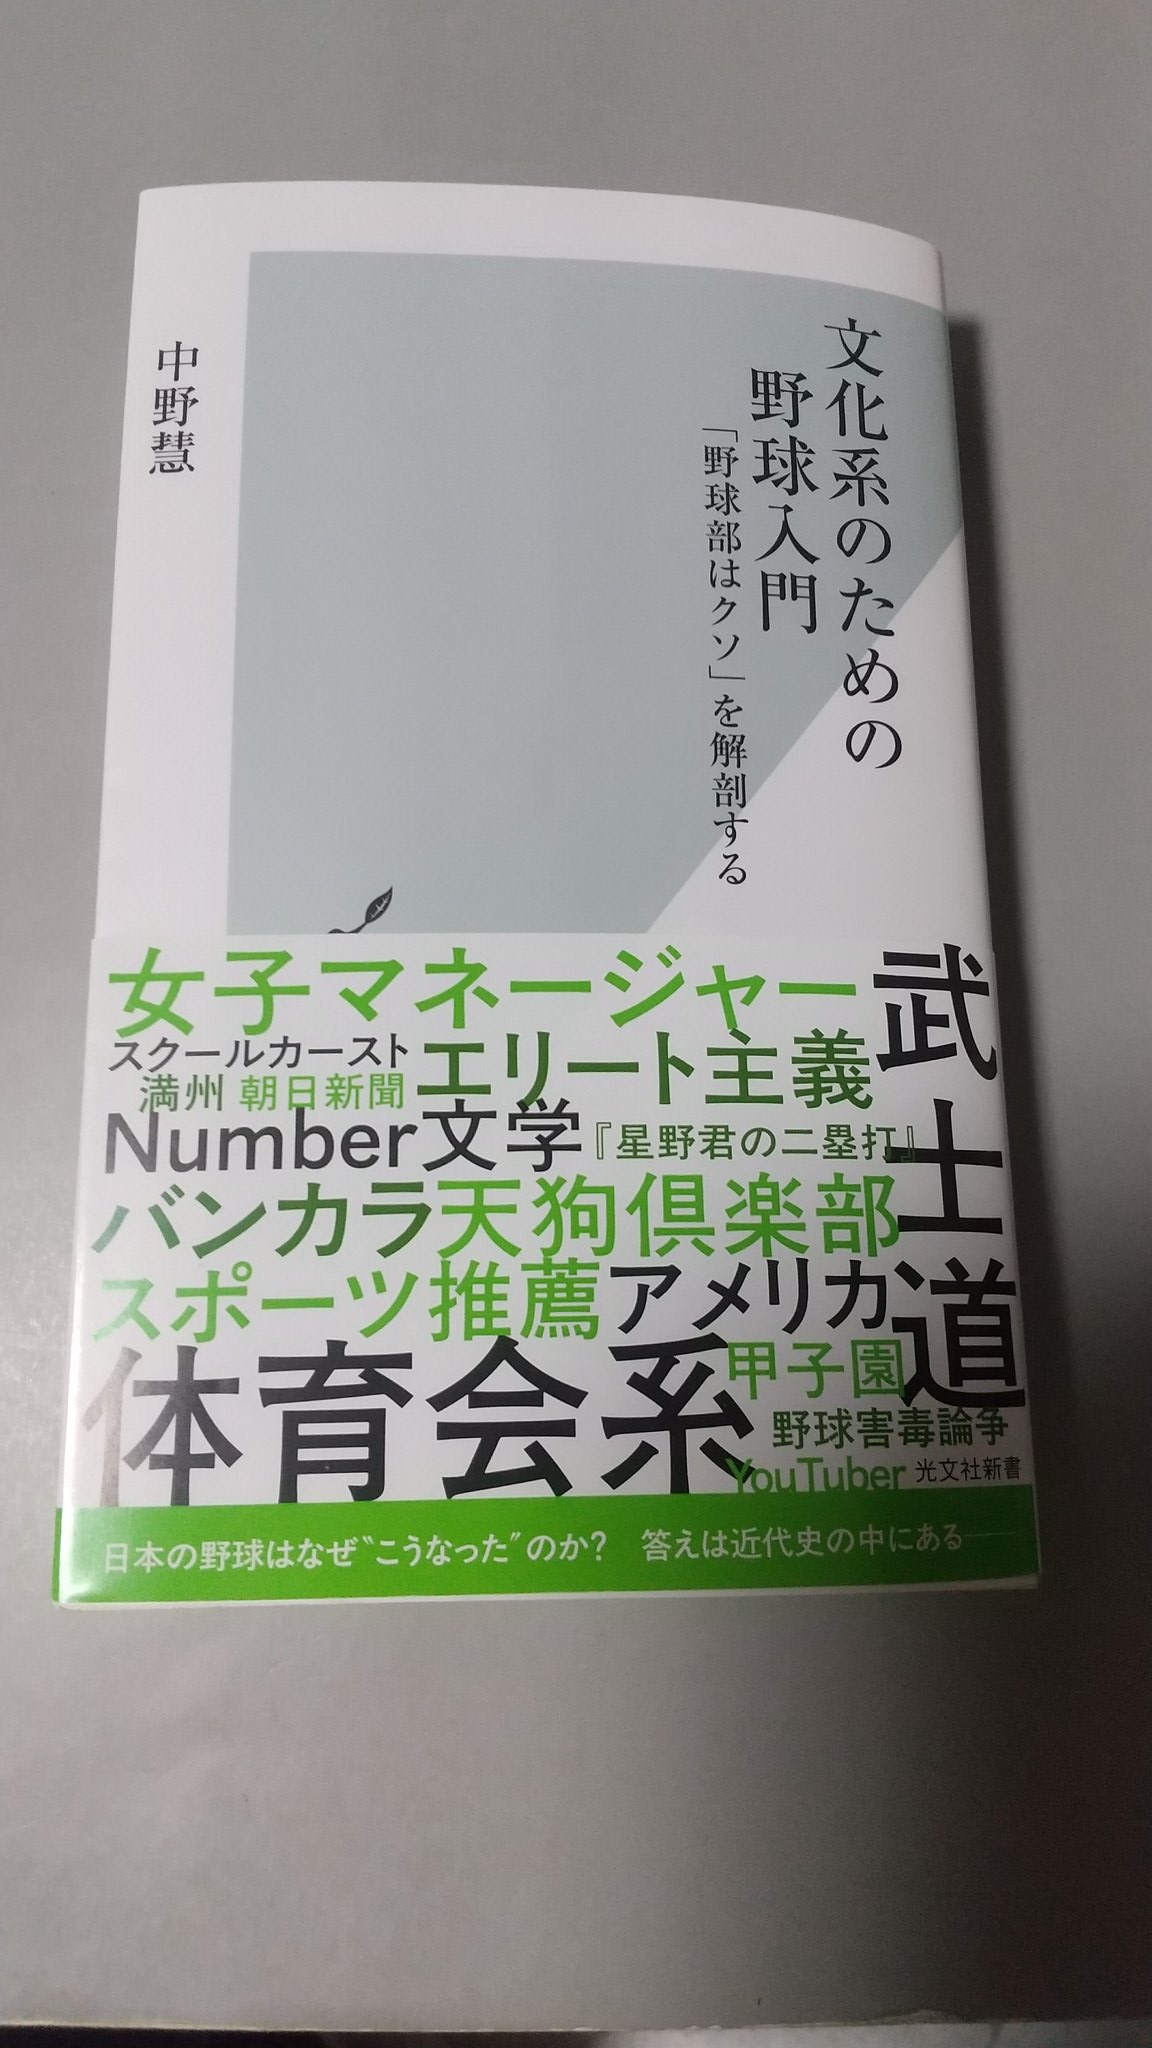 文化系のための
野球入門
「野球部はクソ」を解剖する
中野慧
女子マネージャー
武士道
スクールカースト
エリート主義
満州 朝日新聞
Number文学
『星野君の二塁打』
バンカラ
天狗倶楽部
スポーツ推薦
アメリカ
体育会系
甲子園
野球害毒論争
YouTuber
光文社新書
日本の野球はなぜ“こうなった”のか? 答えは近代史の中にある──